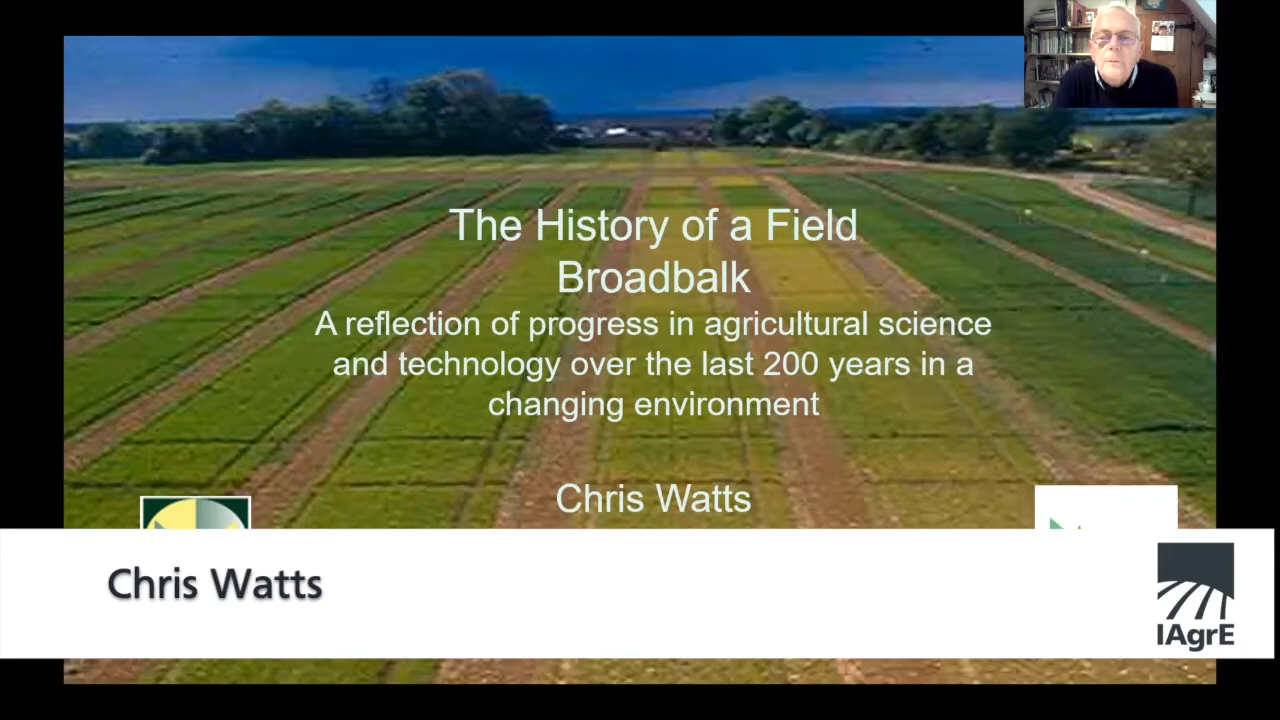 The History of a Field
Broadbalk
A reflection of progress in agricultural science
and technology over the last 200 years in a
changing environment
Chris Watts
Chris Watts
IAgrE